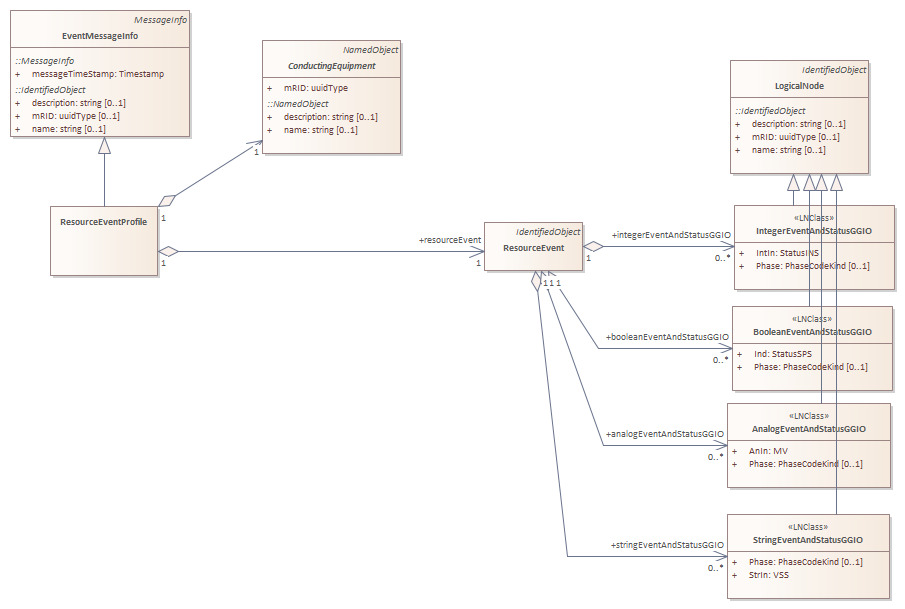 MessageInfo
EventMessageInfo
::MessageInfo
+ messageTimeStamp: Timestamp
::IdentifiedObject
+ description: string [0..1]
+ mRID: uuidType [0..1]
+ name: string [0..1]
NamedObject
ConductingEquipment
+ mRID: uuidType
::NamedObject
+ description: string [0..1]
+ name: string [0..1]
1
IdentifiedObject
LogicalNode
::IdentifiedObject
+ description: string [0..1]
+ mRID: uuidType [0..1]
+ name: string [0..1]
ResourceEventProfile
1
1
+resourceEvent
1
IdentifiedObject
ResourceEvent
1
1 1 1
+integerEventAndStatusGGIO
0..*
«LNClass»
IntegerEventAndStatusGGIO
+ IntIn: StatusINS
+ Phase: PhaseCodeKind [0..1]
+booleanEventAndStatusGGIO
0..*
«LNClass»
BooleanEventAndStatusGGIO
+ Ind: StatusSPS
+ Phase: PhaseCodeKind [0..1]
+analogEventAndStatusGGIO
0..*
«LNClass»
AnalogEventAndStatusGGIO
+ AnIn: MV
+ Phase: PhaseCodeKind [0..1]
+stringEventAndStatusGGIO
0..*
«LNClass»
StringEventAndStatusGGIO
+ Phase: PhaseCodeKind [0..1]
+ StrIn: VSS